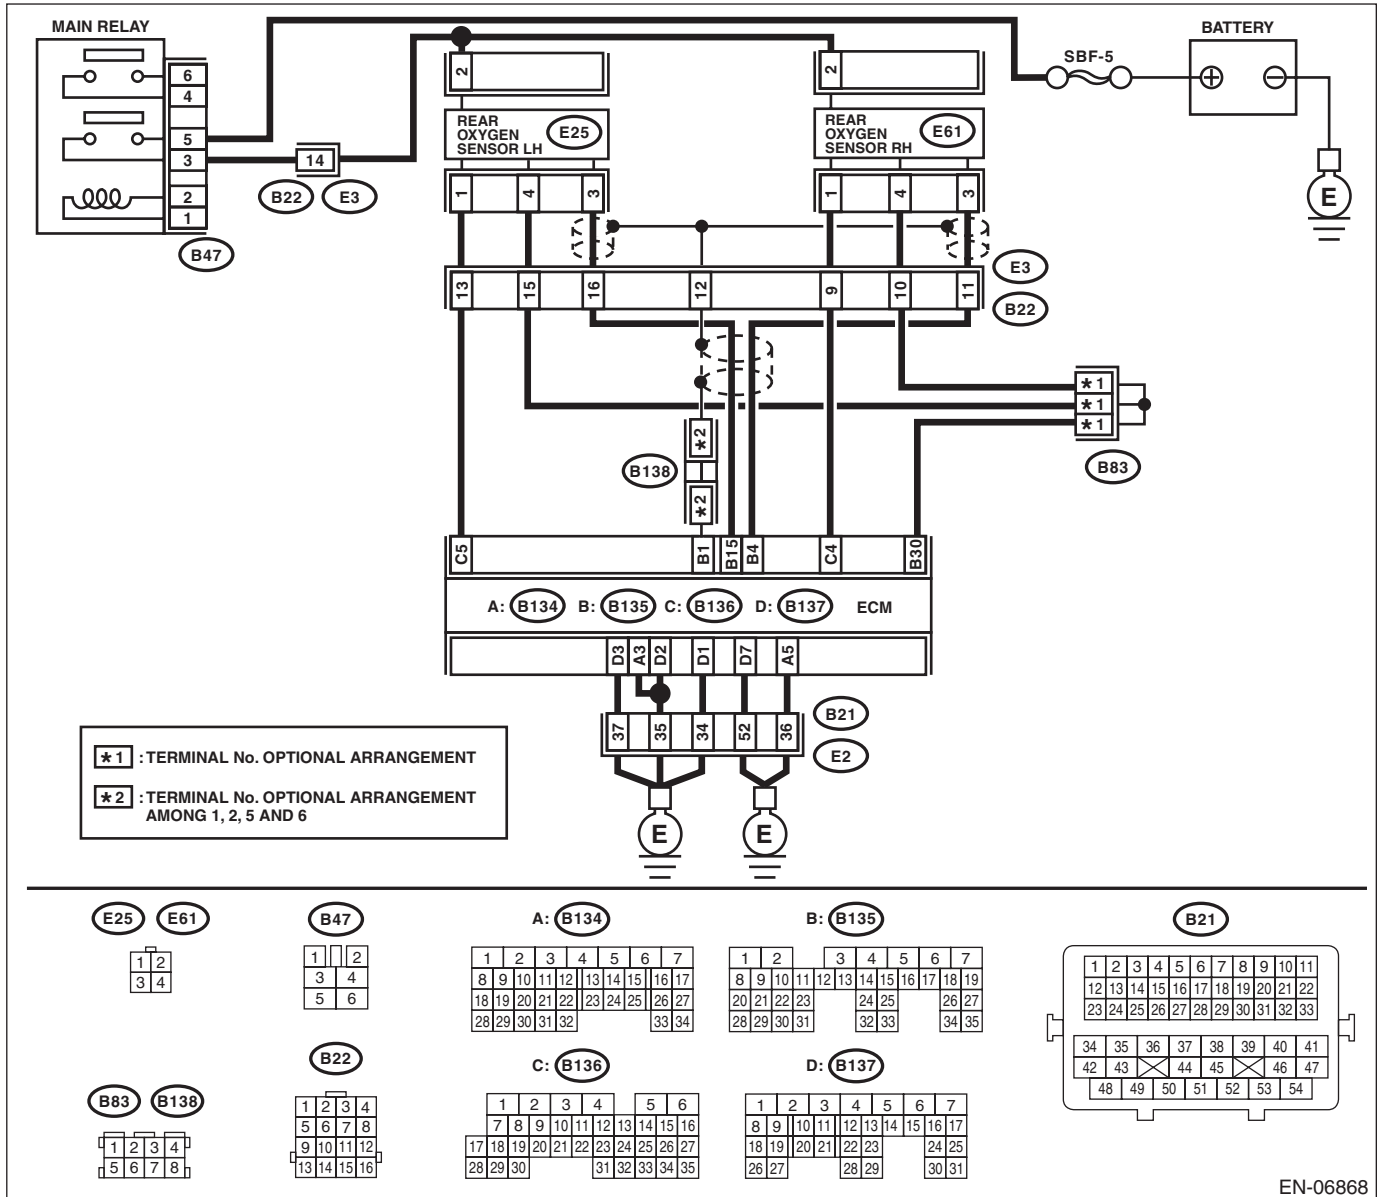 MAIN RELAY
BATTERY
SBF-5
6
4
5
3
2
1
14
B22 E3
B47
2
2
REAR
OXYGEN
SENSOR LH
E25
REAR
OXYGEN
SENSOR RH
E61
1 4 3
1 4 3
E
13 15 16 12 9 10 11
E3
B22
*1
*1
*1
B83
*2
B138
*2
C5 B1 B15 B4 C4 B30
A: B134 B: B135 C: B136 D: B137 ECM
D3 A3 D2 D1 D7 A5
37 35 34 52 36
B21
E2
E E
*1 : TERMINAL No. OPTIONAL ARRANGEMENT
*2 : TERMINAL No. OPTIONAL ARRANGEMENT
AMONG 1, 2, 5 AND 6
E25 E61
1 2
3 4
B47
1 2
3 4
5 6
A: B134
1 2 3 4 5 6 7
8 9 10 11 12 13 14 15 16 17
18 19 20 21 22 23 24 25 26 27
28 29 30 31 32 33 34
B: B135
1 2 3 4 5 6 7
8 9 10 11 12 13 14 15 16 17 18 19
20 21 22 23 24 25 26 27
28 29 30 31 32 33 34 35
B21
1 2 3 4 5 6 7 8 9 10 11
12 13 14 15 16 17 18 19 20 21 22
23 24 25 26 27 28 29 30 31 32 33
34 35 36 37 38 39 40 41
42 43 44 45 46 47
48 49 50 51 52 53 54
B83 B138
1 2 3 4
5 6 7 8
B22
1 2 3 4
5 6 7 8
9 10 11 12
13 14 15 16
C: B136
1 2 3 4 5 6
7 8 9 10 11 12 13 14 15 16
17 18 19 20 21 22 23 24 25 26 27
28 29 30 31 32 33 34 35
D: B137
1 2 3 4 5 6 7
8 9 10 11 12 13 14 15 16 17
18 19 20 21 22 23 24 25
26 27 28 29 30 31
EN-06868